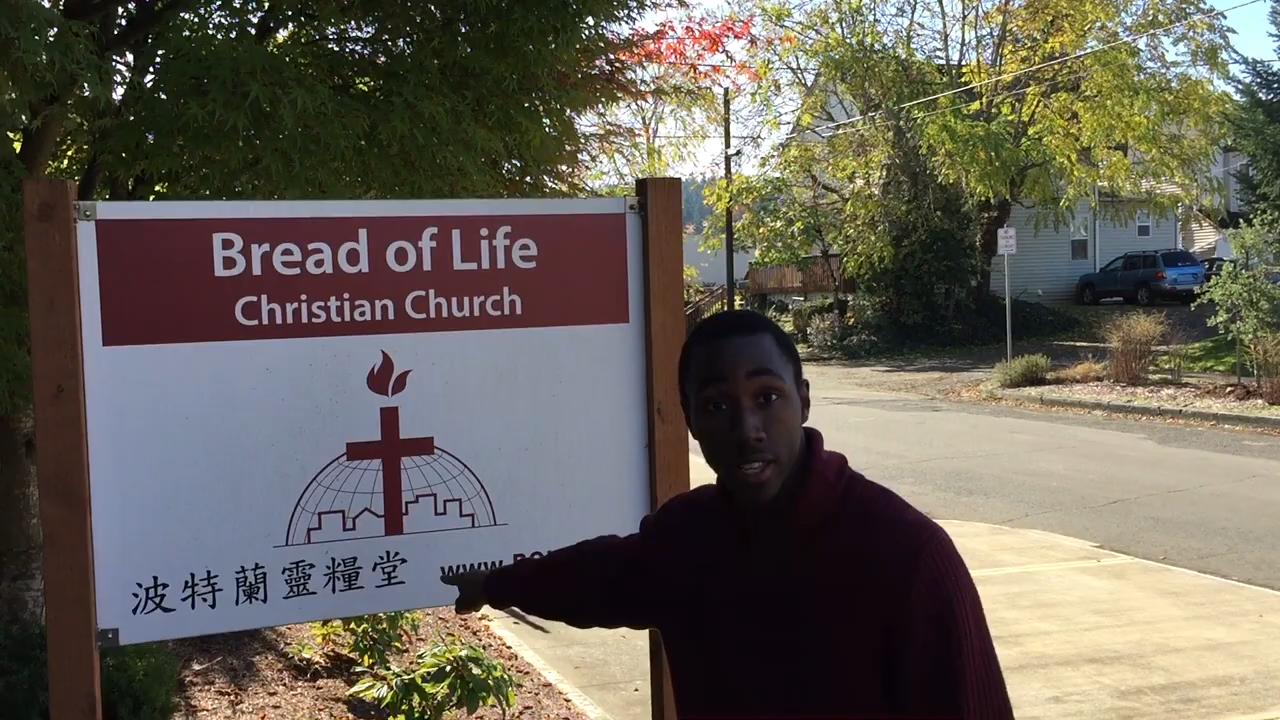 Bread of Life
Christian Church
波特蘭靈糧堂